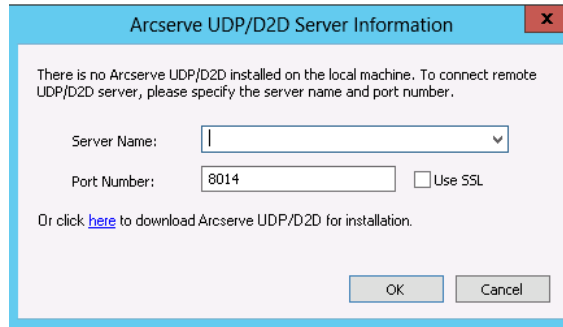 Arcserve UDP/D2D Server Information
x
There is no Arcserve UDP/D2D installed on the local machine. To connect remote
UDP/D2D server, please specify the server name and port number.
Server Name:
Port Number: 8014 Use SSL
Or click here to download Arcserve UDP/D2D for installation.
OK Cancel